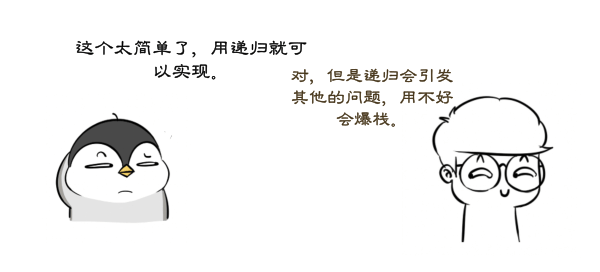 这个太简单了，用递归就可
以实现。
对，但是递归会引发
其他的问题，用不好
会爆栈。